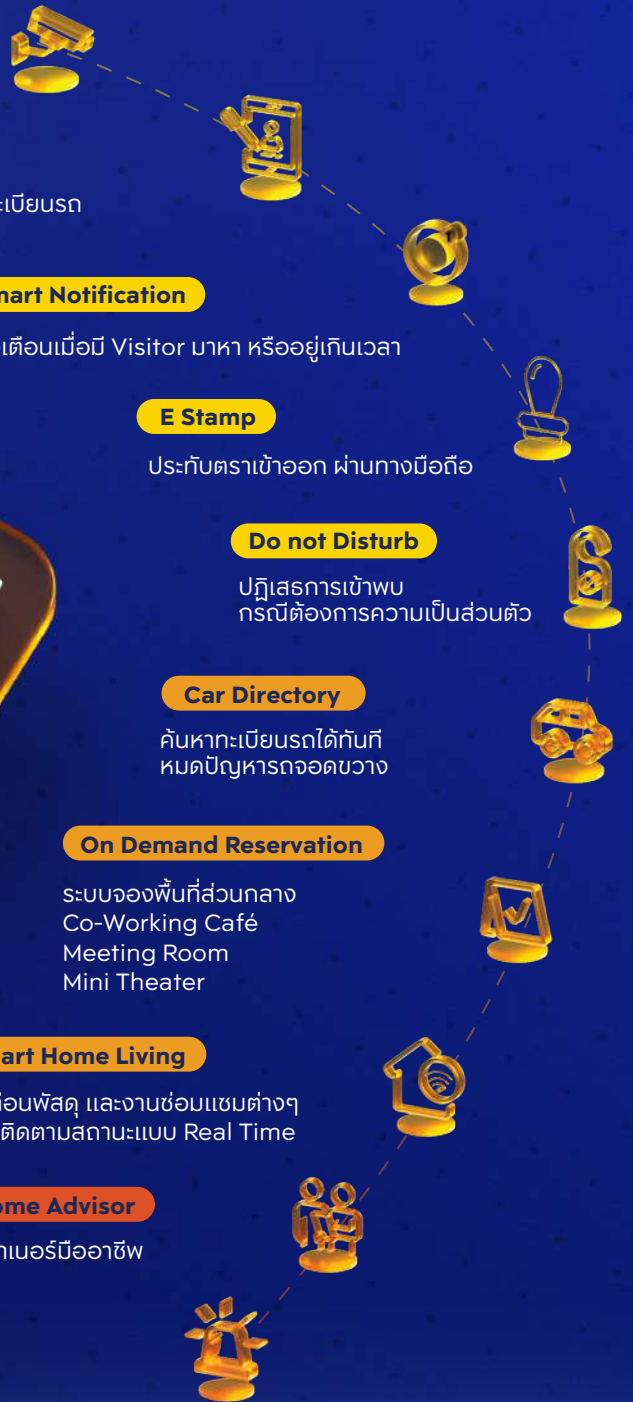 ะเบียนรถ
mart Notification
เตือนเมื่อมี Visitor มาหา หรืออยู่เกินเวลา
E Stamp
ประทับตราเข้าออก ผ่านทางมือถือ
Do not Disturb
ปฏิเสธการเข้าพบ
กรณีต้องการความเป็นส่วนตัว
Car Directory
ค้นหาทะเบียนรถได้ทันที
หมดปัญหารถจอดขวาง
On Demand Reservation
ระบบจองพื้นที่ส่วนกลาง
Co-Working Café
Meeting Room
Mini Theater
art Home Living
ตือนพัสดุ และงานซ่อมแซมต่างๆ
ติดตามสถานะแบบ Real Time
ome Advisor
าเนอร์มืออาชีพ